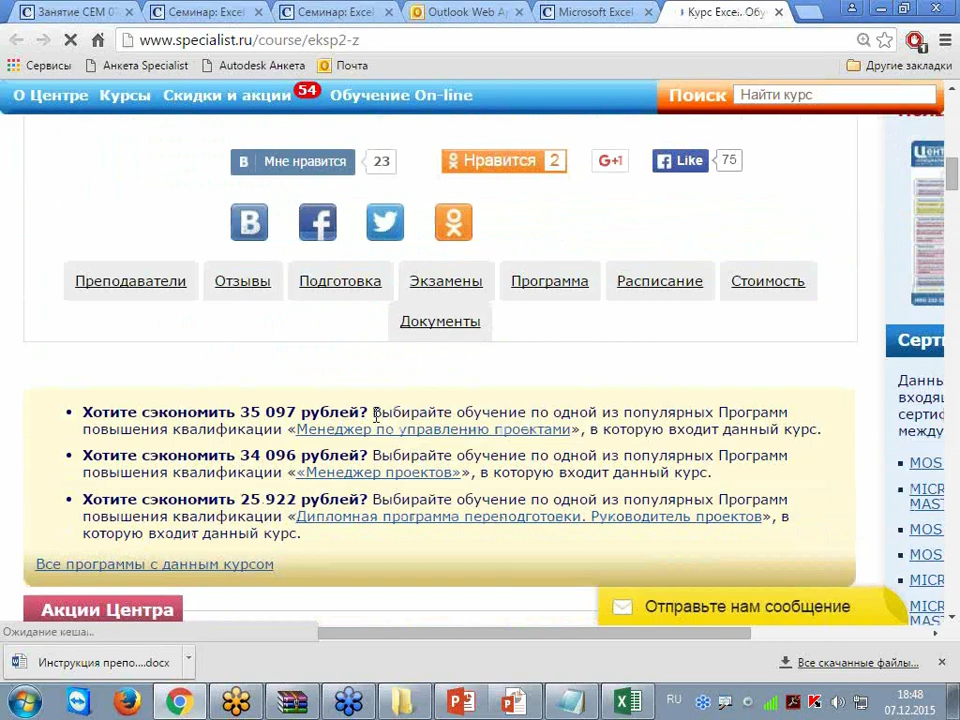 Занятие СЕМ 07
Семинар: Excel
Семинар: Excel
Outlook Web Ap
Microsoft Excel
Курс Exce:. Обу
www.specialist.ru/course/eksp2-z
Сервисы
Анкета Specialist
Autodesk Анкета
Почта
Другие закладки
О Центре Курсы Скидки и акции 54 Обучение On-line
Поиск
Найти курс
Мне нравится 23
Нравится 2
G+1
Like 75
Преподаватели
Отзывы
Подготовка
Экзамены
Программа
Расписание
Стоимость
Документы
• Хотите сэкономить 35 097 рублей? Выбирайте обучение по одной из популярных Программ
повышения квалификации «Менеджер по управлению проектами», в которую входит данный курс.
• Хотите сэкономить 34 096 рублей? Выбирайте обучение по одной из популярных Программ
повышения квалификации ««Менеджер проектов»», в которую входит данный курс.
• Хотите сэкономить 25 922 рублей? Выбирайте обучение по одной из популярных Программ
повышения квалификации «Дипломная программа переподготовки. Руководитель проектов», в
которую входит данный курс.
Все программы с данным курсом
Акции Центра
Серти
Данны
входящ
сертиф
между
MOS
MICR
MAST
MOS
MOS
MICR
MICR
Отправьте нам сообщение
Ожидание кеша...
Инструкция препо....docx
Все скачанные файлы...
RU
18:48
07.12.2015